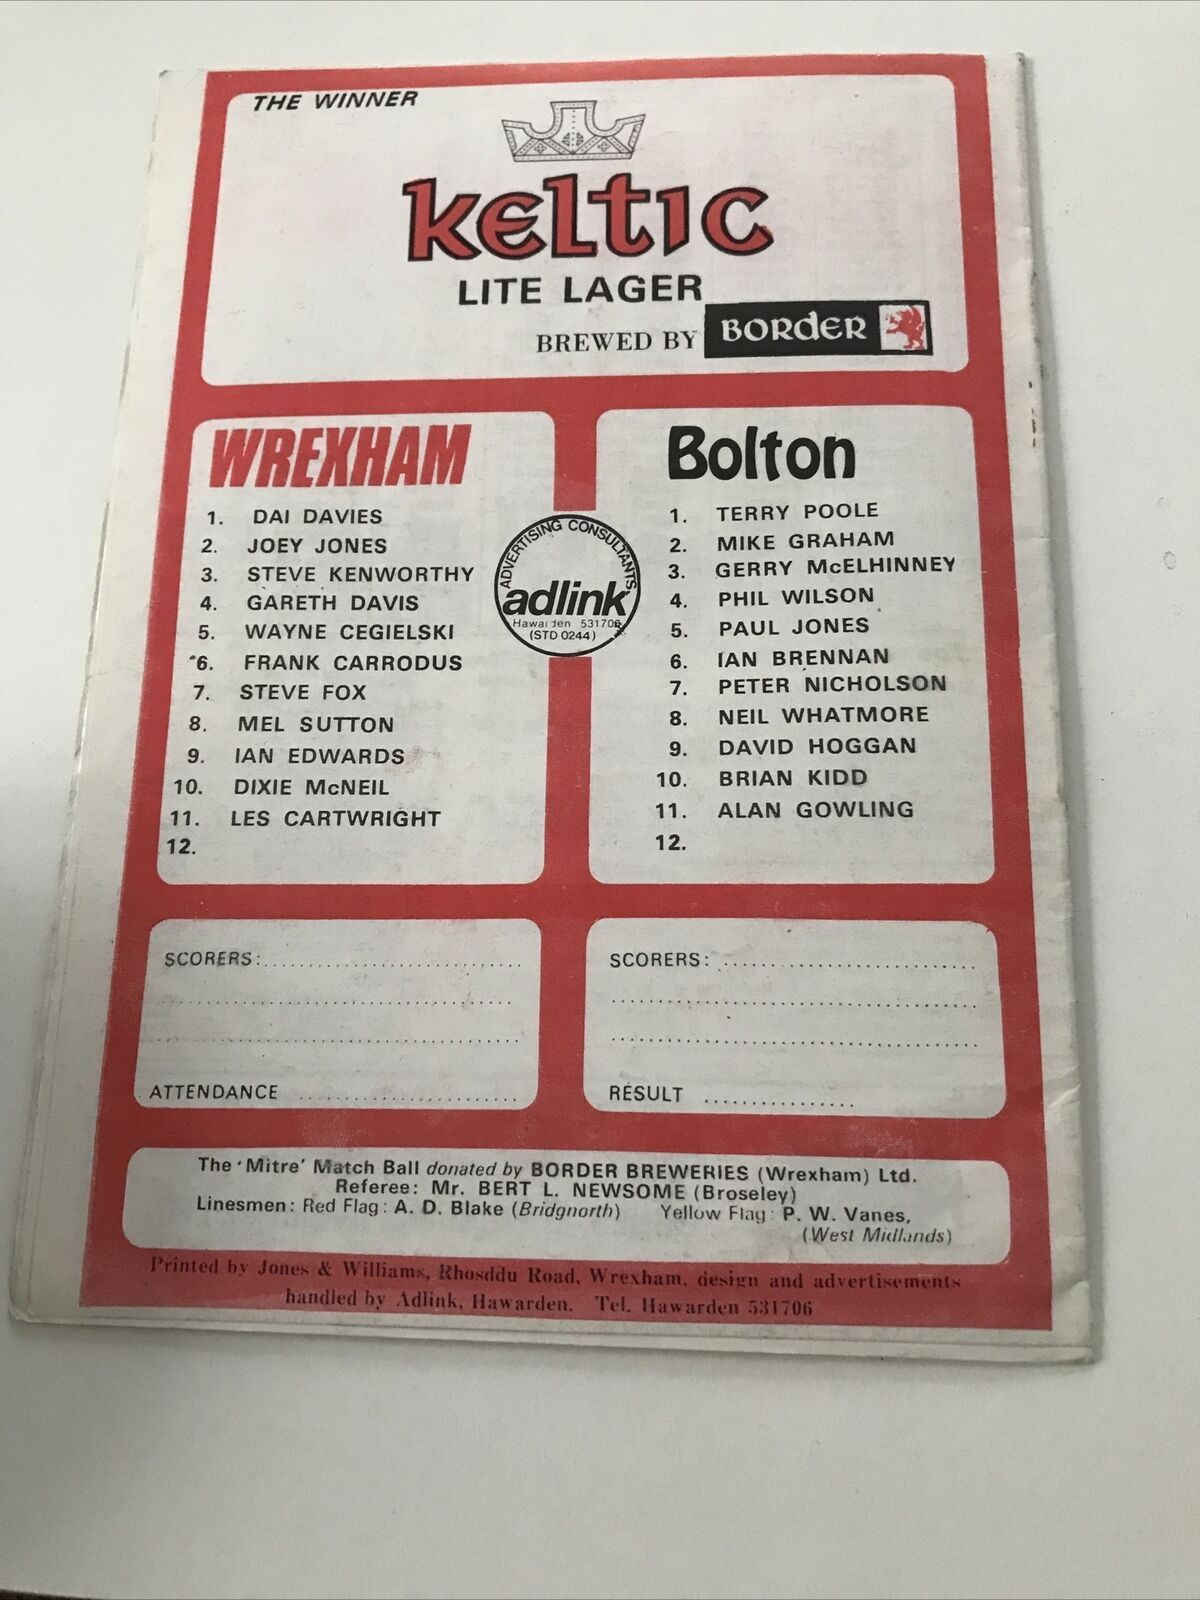 THE WINNER
keltic
LITE LAGER
BREWED BY BORDER
WREXHAM
1. DAI DAVIES
2. JOEY JONES
3. STEVE KENWORTHY
4. GARETH DAVIS
5. WAYNE CEGIELSKI
6. FRANK CARRODUS
7. STEVE FOX
8. MEL SUTTON
9. IAN EDWARDS
10. DIXIE McNEIL
11. LES CARTWRIGHT
12.
ADVERTISING CONSULTANTS
adlink
Hawarden 531706
(STD 0244)
Bolton
1. TERRY POOLE
2. MIKE GRAHAM
3. GERRY McELHINNEY
4. PHIL WILSON
5. PAUL JONES
6. IAN BRENNAN
7. PETER NICHOLSON
8. NEIL WHATMORE
9. DAVID HOGGAN
10. BRIAN KIDD
11. ALAN GOWLING
12.
SCORERS:
ATTENDANCE
SCORERS:
RESULT
The 'Mitre' Match Ball donated by BORDER BREWERIES (Wrexham) Ltd.
Referee: Mr. BERT L. NEWSOME (Broseley)
Linesmen: Red Flag: A. D. Blake (Bridgnorth) Yellow Flag: P. W. Vanes,
(West Midlands)
Printed by Jones & Williams, Rhosddu Road, Wrexham, design and advertisements
handled by Adlink, Hawarden. Tel. Hawarden 531706